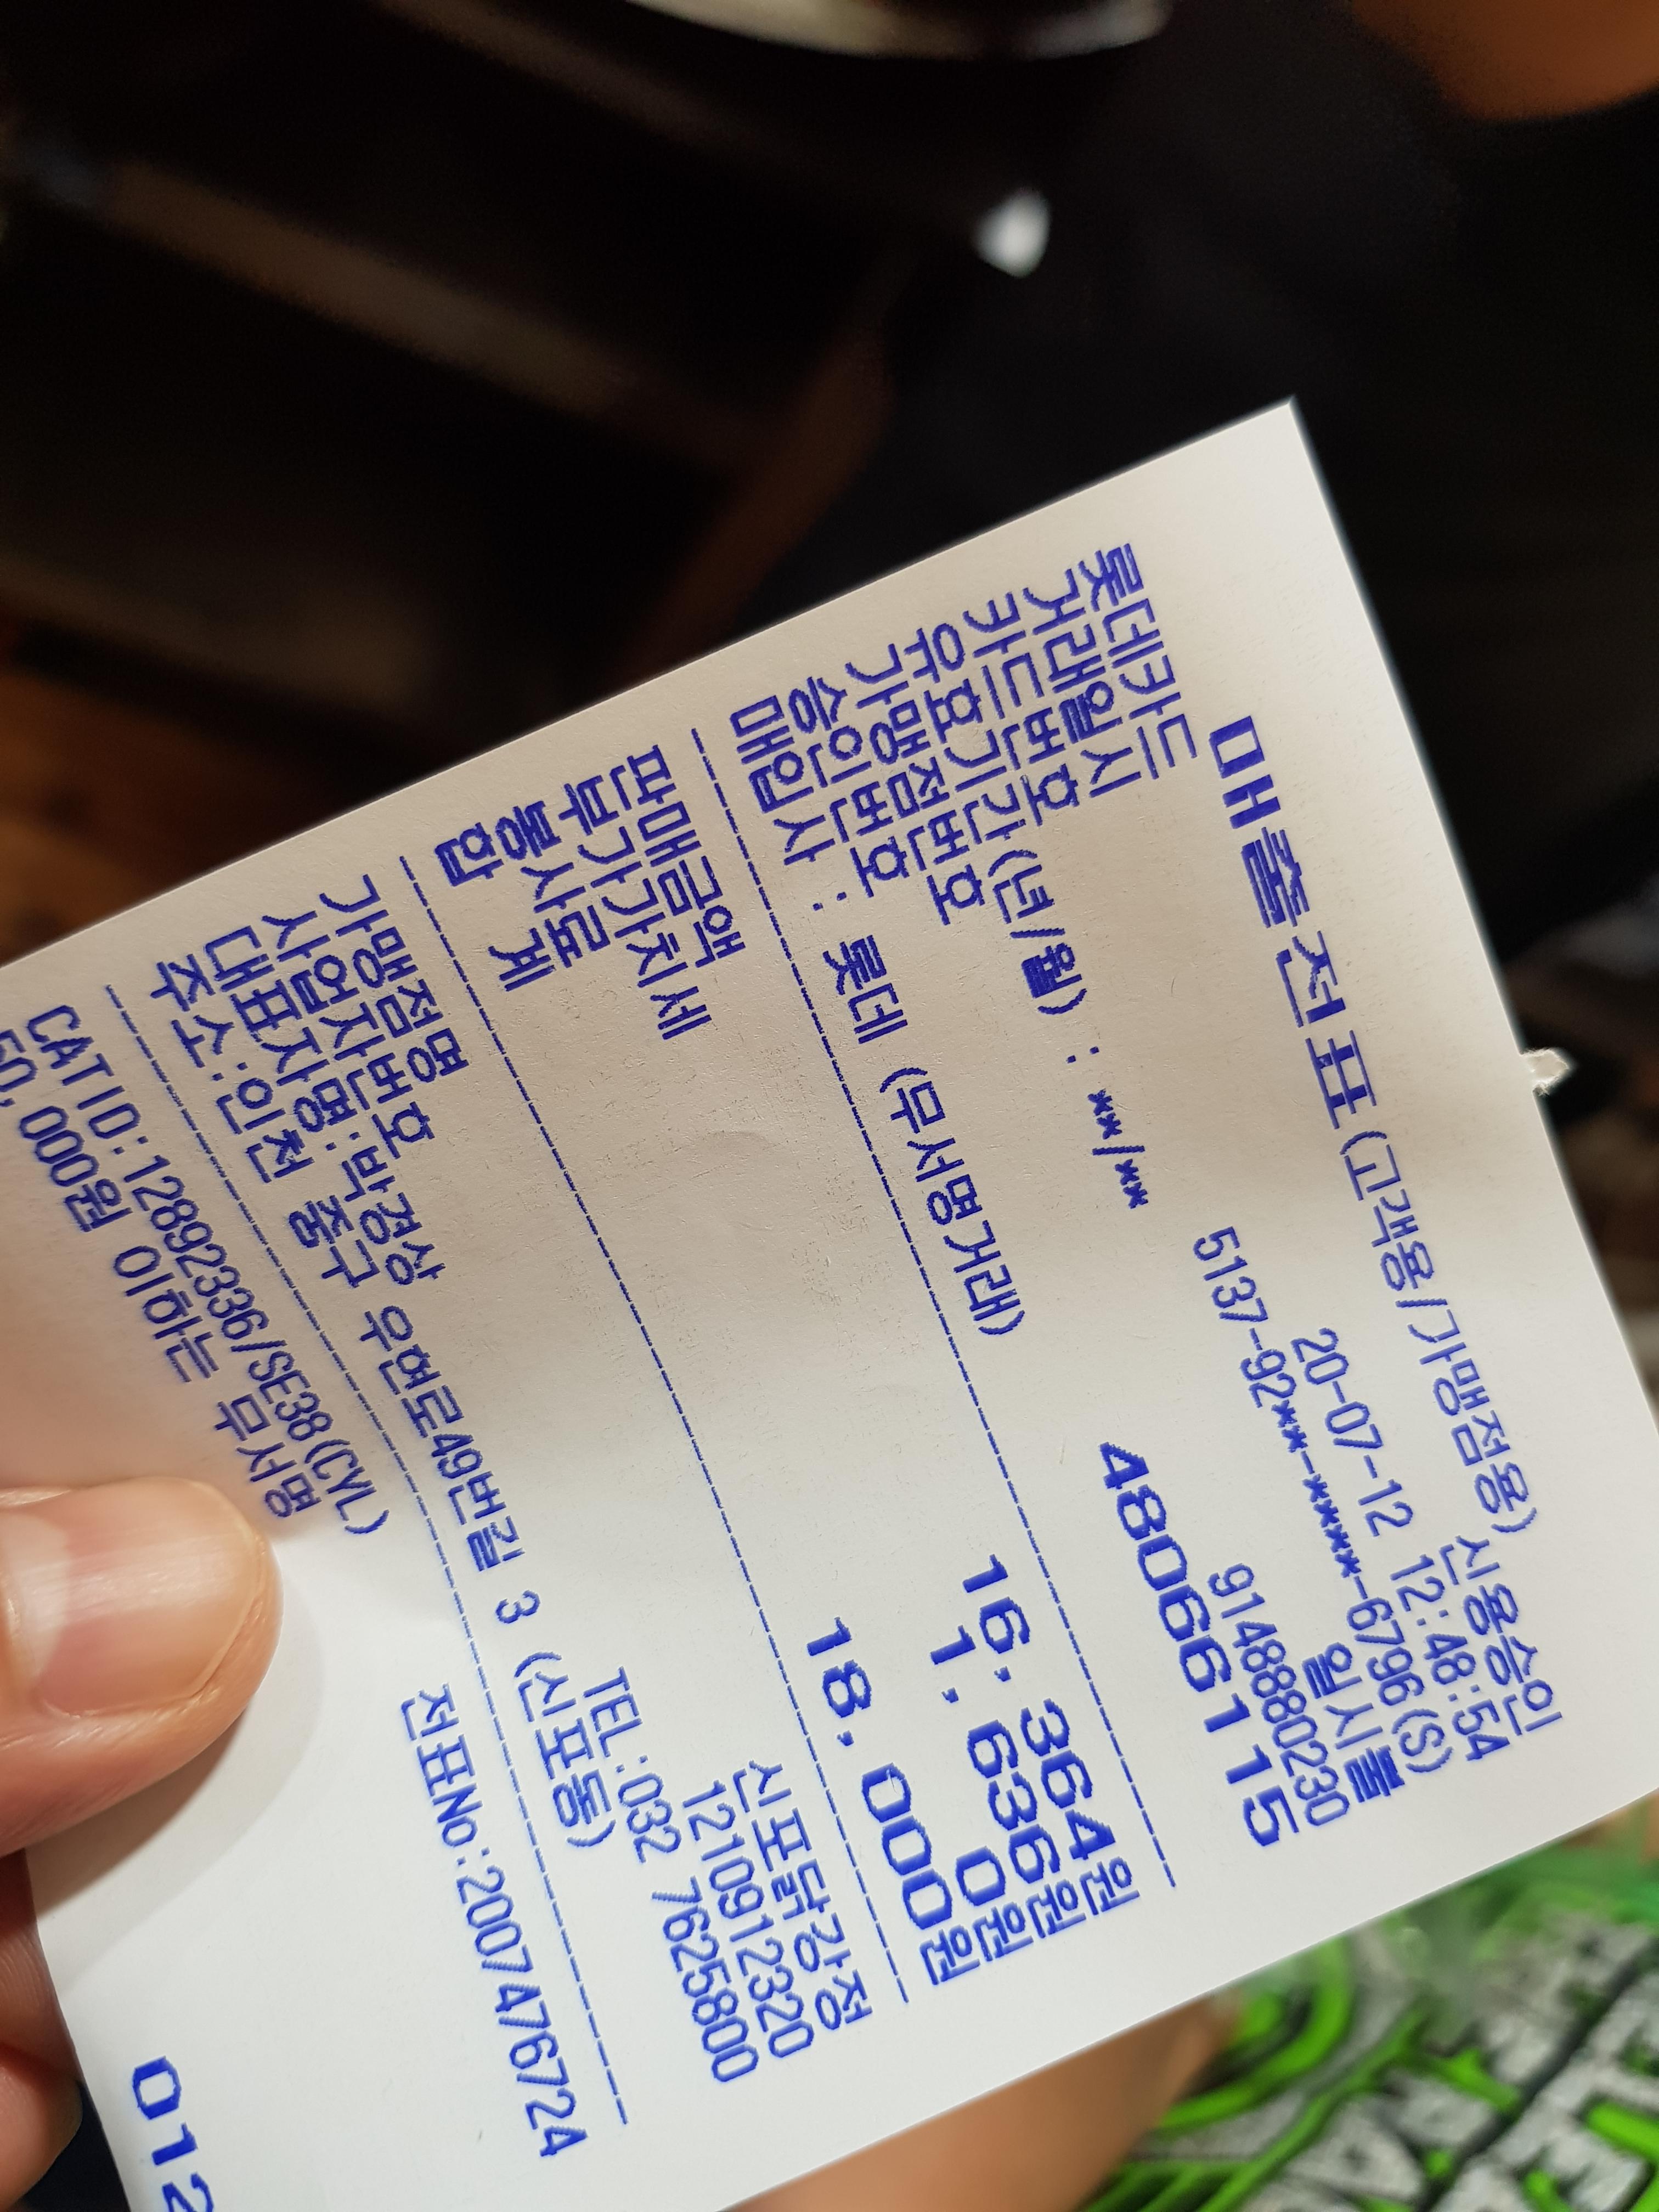 매출전표(고객용/가맹점용) 신용승인
롯데카드
거래일시 20-07-12 12:48:54
카드번호 5137-92**-****-6796(S)
유효기간(년/월) : **/** 일시불
가맹점번호 9148880230
승인번호 48066115
매입사 : 롯데 (무서명거래)
판매금액 16,364원
부가가치세 1,636원
봉사료 0원
합 계 18,000원
가맹점명 신포닭강정
사업자번호 1210912320
대표자명:박경상 TEL:032 7625800
주소:인천 중구 우현로49번길 3 (신포동)
CATID:12892336/SE38(CYL) 전표No:200747676724
50,000원 이하는 무서명
012